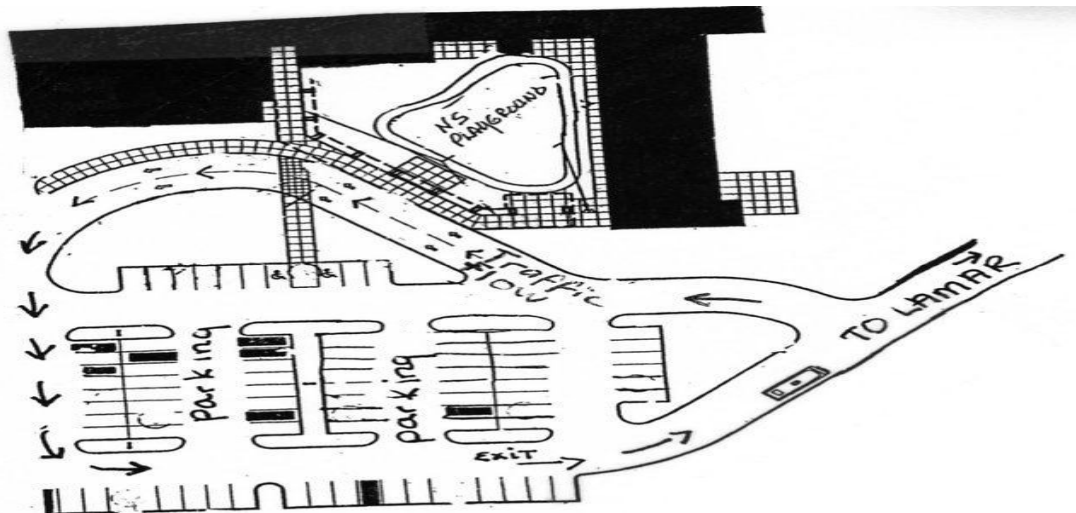 NS
PLAYGROUND
Traffic
flow
TO LAMAR
parking
parking
EXIT